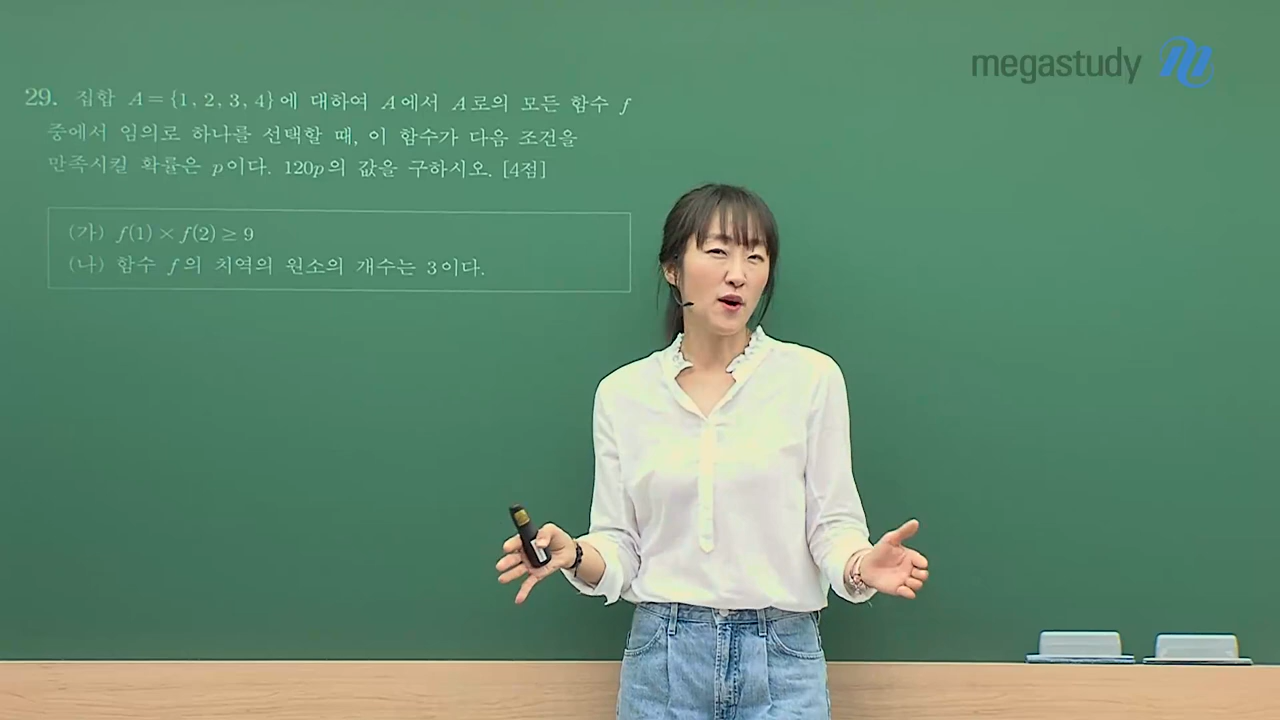 megastudy
29. 집합 A={1, 2, 3, 4}에 대하여 A에서 A로의 모든 함수 f
중에서 임의로 하나를 선택할 때, 이 함수가 다음 조건을
만족시킬 확률은 p이다. 120p의 값을 구하시오. [4점]
(가) f(1)×f(2)≥9
(나) 함수 f의 치역의 원소의 개수는 3이다.